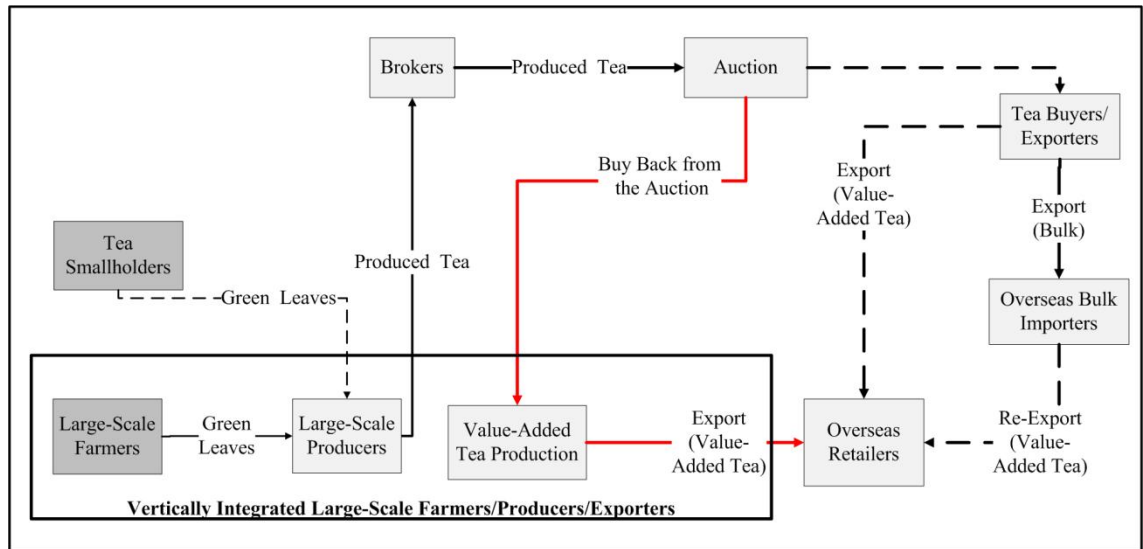 Brokers
Produced Tea
Auction
Tea Buyers/
Exporters
Buy Back from
the Auction
Export
(Value-
Added Tea)
Export
(Bulk)
Tea
Smallholders
Produced Tea
Green Leaves
Overseas Bulk
Importers
Large-Scale
Farmers
Green
Leaves
Large-Scale
Producers
Value-Added
Tea Production
Export
(Value-
Added Tea)
Overseas
Retailers
Re-Export
(Value-
Added Tea)
Vertically Integrated Large-Scale Farmers/Producers/Exporters